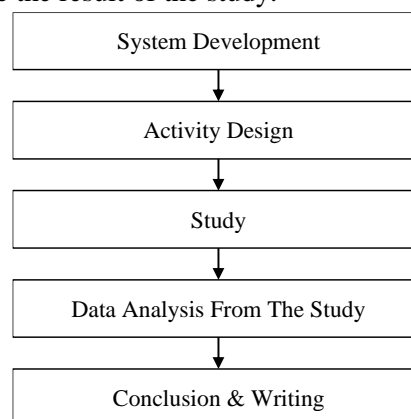 the result of the study.
System Development
Activity Design
Study
Data Analysis From The Study
Conclusion & Writing